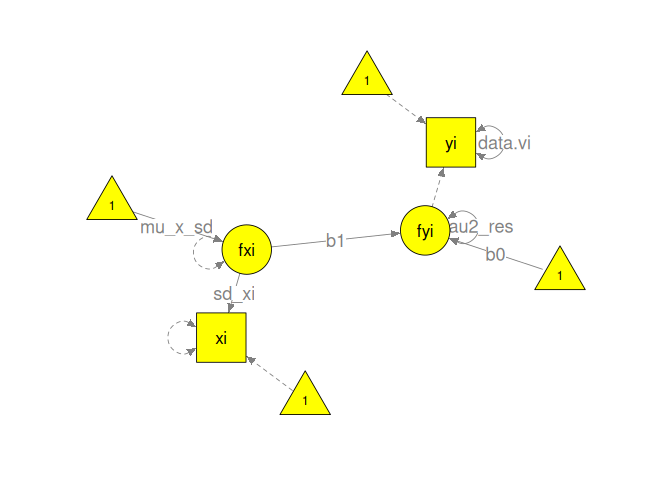 1
yi
data.vi
1
mu_x_sd
fxi
b1
fyi
au2_res
b0
1
sd_xi
xi
1